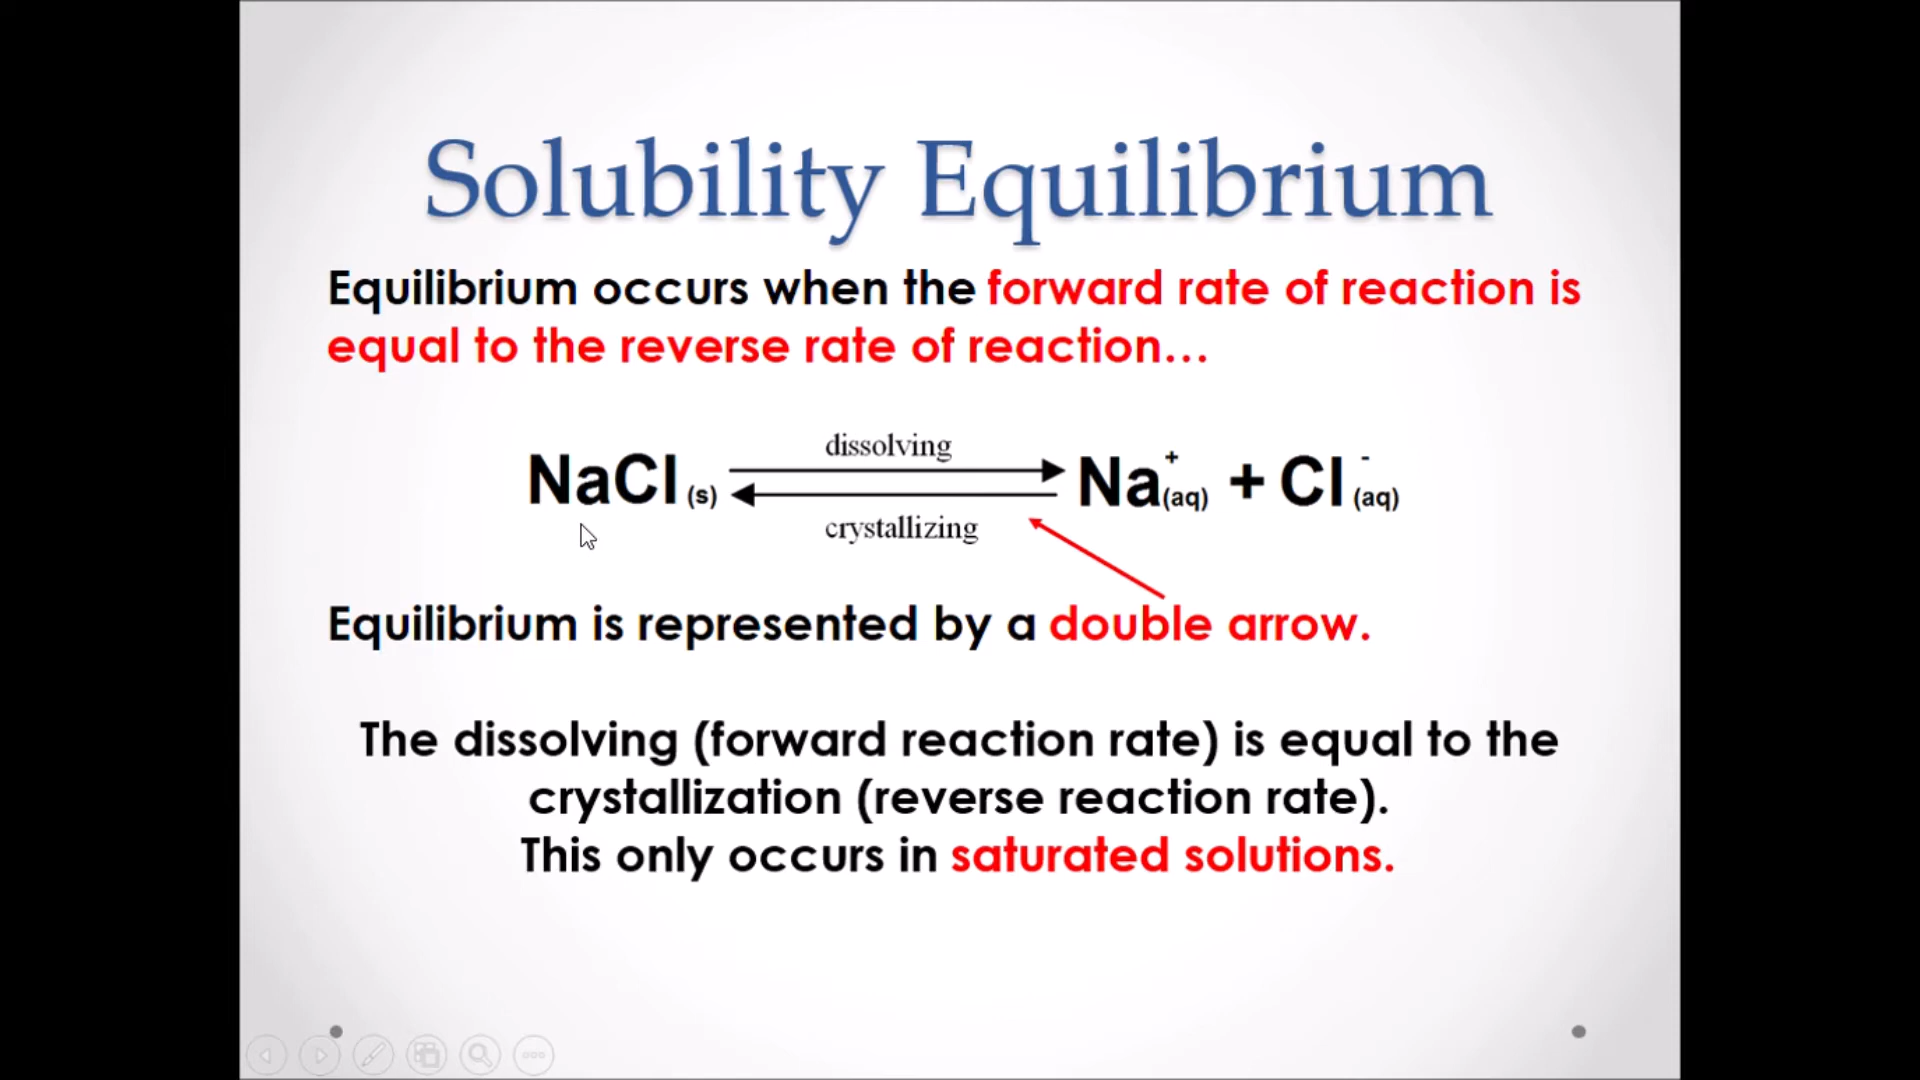 Solubility Equilibrium
Equilibrium occurs when the forward rate of reaction is
equal to the reverse rate of reaction...
dissolving
NaCl (s) Na+(aq) + Cl-(aq)
crystallizing
Equilibrium is represented by a double arrow.
The dissolving (forward reaction rate) is equal to the
crystallization (reverse reaction rate).
This only occurs in saturated solutions.